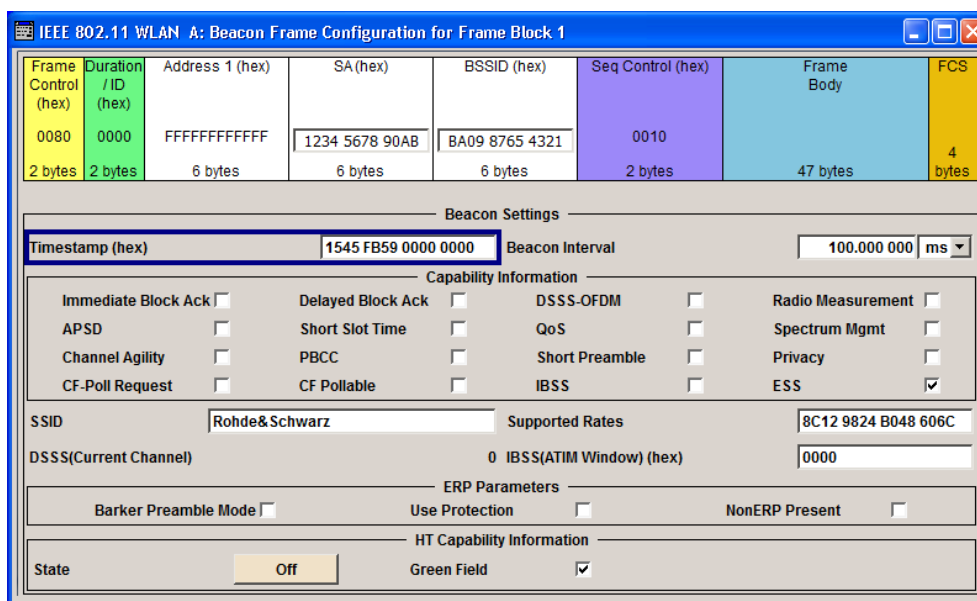 IEEE 802.11 WLAN A: Beacon Frame Configuration for Frame Block 1
Frame Control (hex)
0080
2 bytes
Duration / ID (hex)
0000
2 bytes
Address 1 (hex)
FFFFFFFFFFFF
6 bytes
SA (hex)
1234 5678 90AB
6 bytes
BSSID (hex)
BA09 8765 4321
6 bytes
Seq Control (hex)
0010
2 bytes
Frame Body
47 bytes
FCS
4 bytes
Beacon Settings
Timestamp (hex) 1545 FB59 0000 0000 Beacon Interval 100.000 000 ms
Capability Information
Immediate Block Ack Delayed Block Ack DSSS-OFDM Radio Measurement
APSD Short Slot Time QoS Spectrum Mgmt
Channel Agility PBCC Short Preamble Privacy
CF-Poll Request CF Pollable IBSS ESS
SSID Rohde&Schwarz Supported Rates 8C12 9824 B048 606C
DSSS(Current Channel) 0 IBSS(ATIM Window) (hex) 0000
ERP Parameters
Barker Preamble Mode Use Protection NonERP Present
HT Capability Information
State Off Green Field